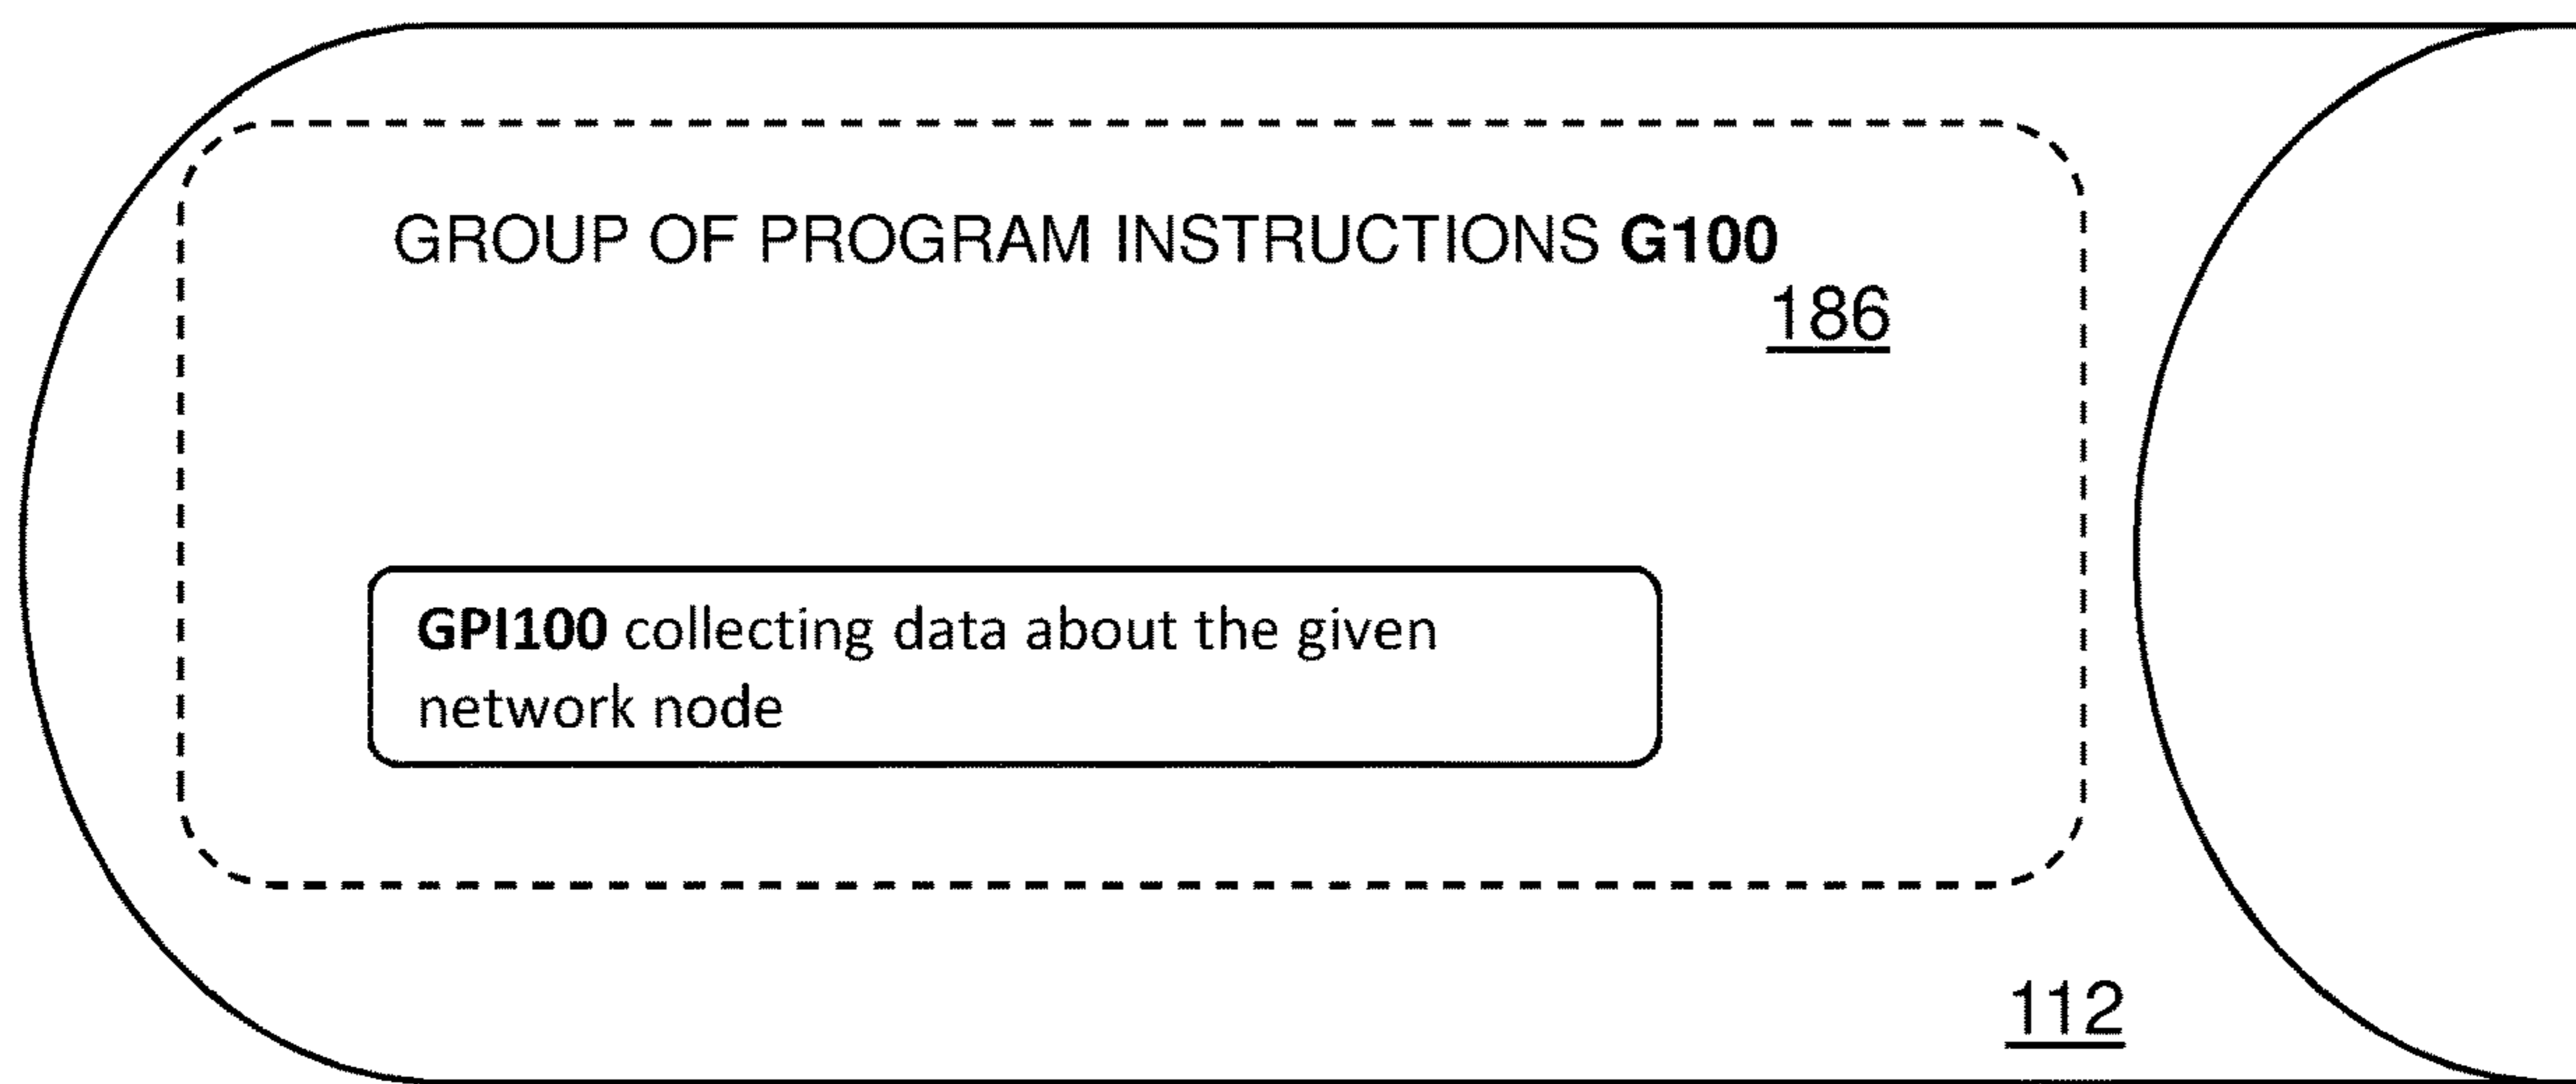 GROUP OF PROGRAM INSTRUCTIONS G100
186
GPI100 collecting data about the given
network node
112